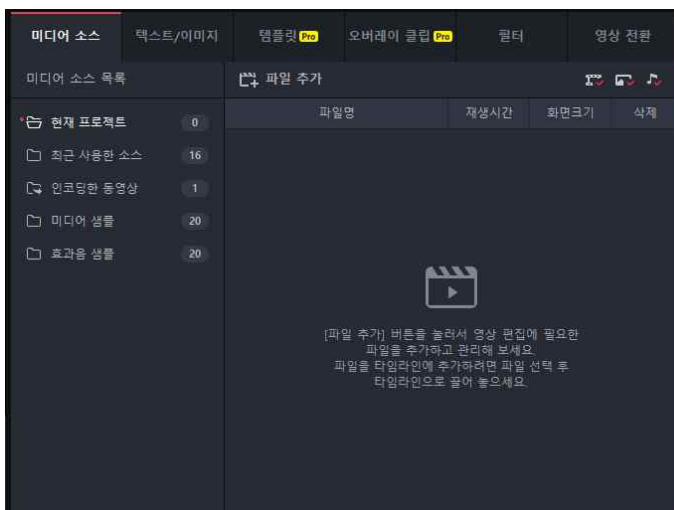 미디어 소스 텍스트/이미지 템플릿 Pro 오버레이 클립 Pro 필터 영상 전환
미디어 소스 목록 파일 추가
파일명 재생시간 화면크기 삭제
현재 프로젝트 0
최근 사용한 소스 16
인코딩한 동영상 1
미디어 샘플 20
효과음 샘플 20
[파일 추가] 버튼을 눌러서 영상 편집에 필요한
파일을 추가하고 관리해 보세요.
파일을 타임라인에 추가하려면 파일 선택 후
타임라인으로 끌어 놓으세요.